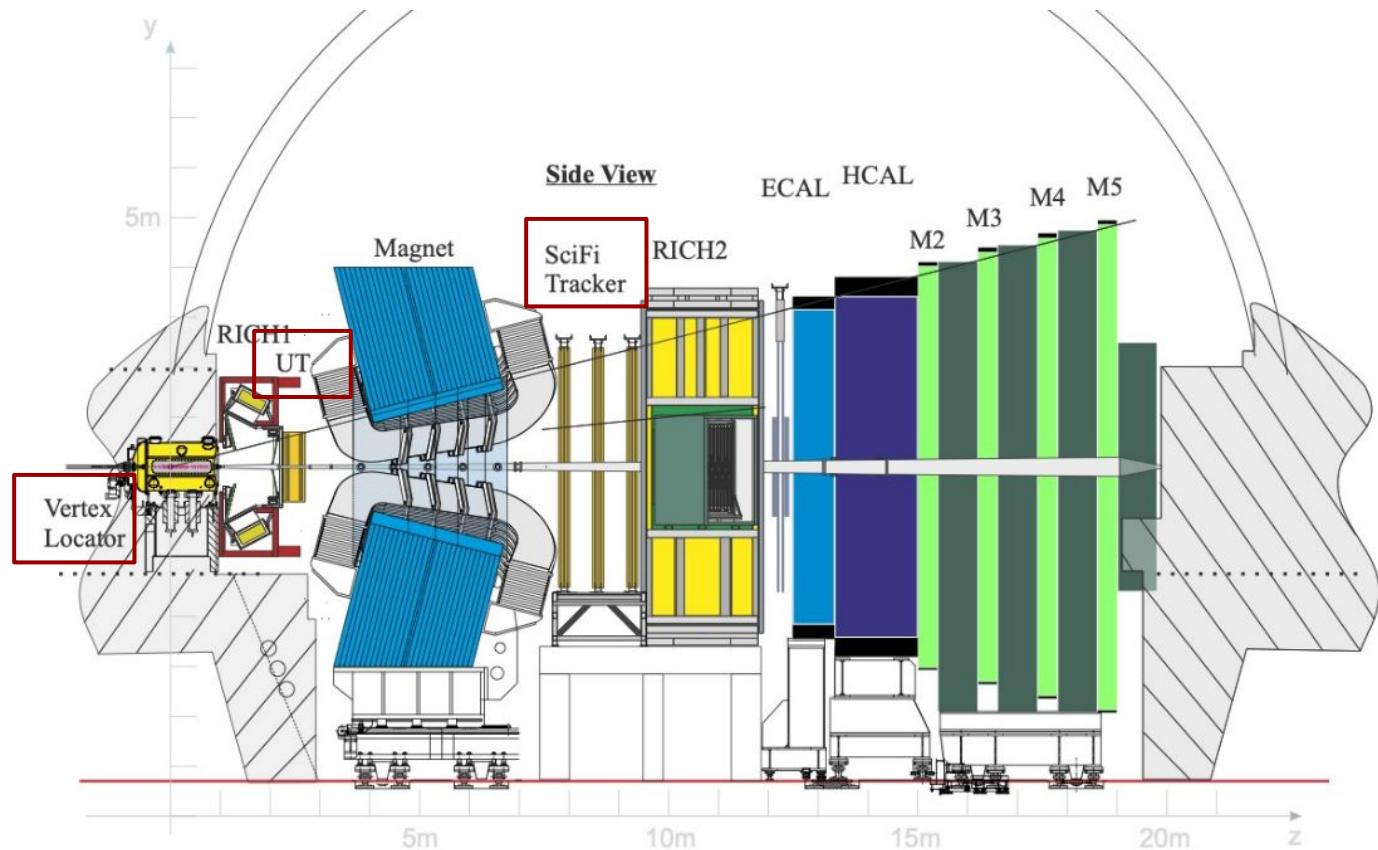 y
Side View
ECAL
HCAL
M5
M4
M3
M2
5m
Magnet
SciFi
Tracker
RICH2
RICH1
UT
Vertex
Locator
5m
10m
15m
20m
z